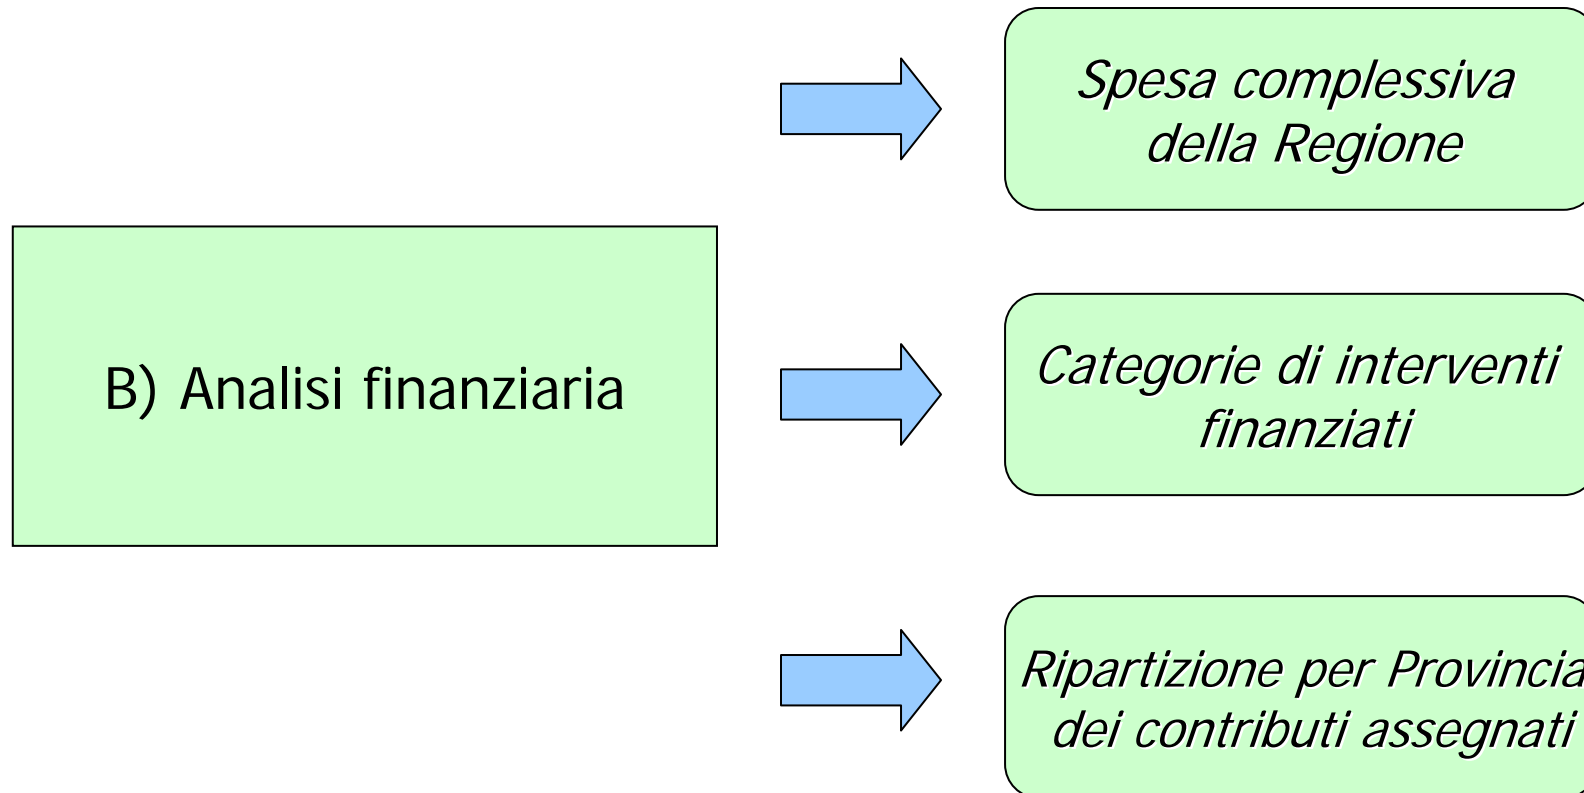 Spesa complessiva
della Regione
B) Analisi finanziaria
Categorie di interventi
finanziati
Ripartizione per Provincia
dei contributi assegnati